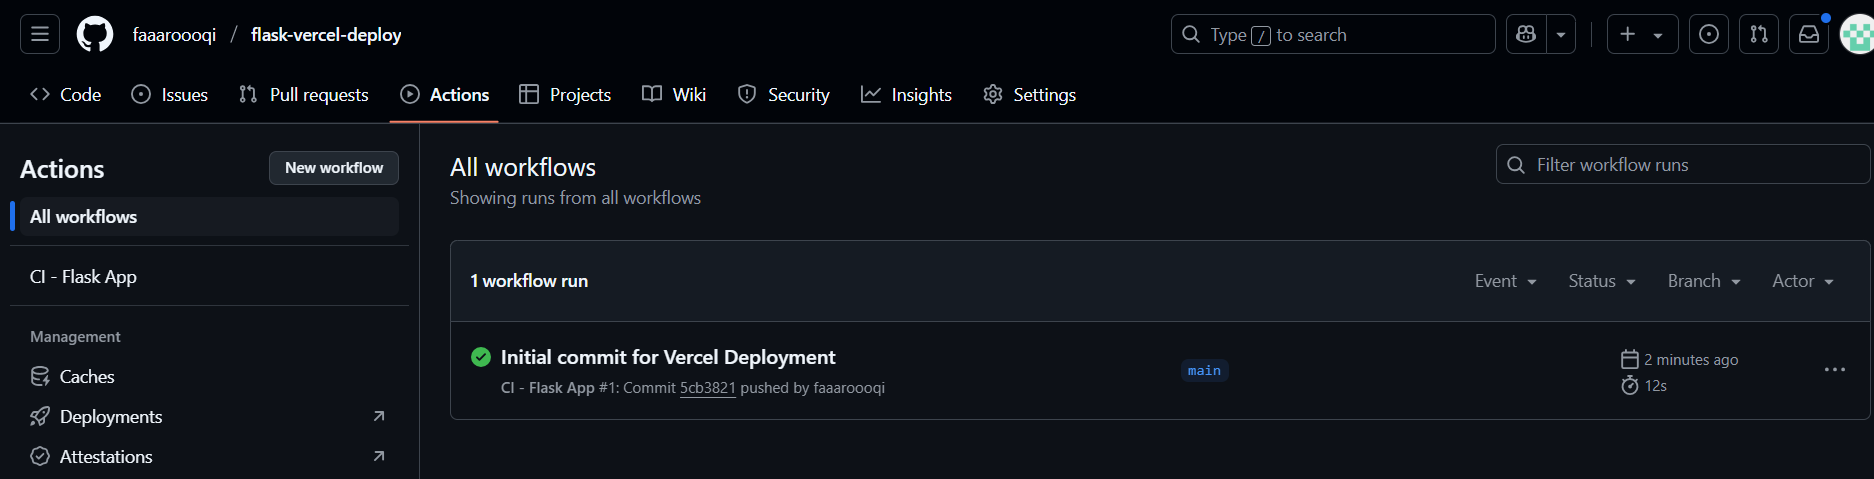 faaaroooqi / flask-vercel-deploy
Type / to search
Code Issues Pull requests Actions Projects Wiki Security Insights Settings
Actions
New workflow
All workflows
CI - Flask App
Management
Caches
Deployments
Attestations
All workflows
Showing runs from all workflows
Filter workflow runs
1 workflow run
Event Status Branch Actor
Initial commit for Vercel Deployment
CI - Flask App #1: Commit 5cb3821 pushed by faaaroooqi
main
2 minutes ago
12s